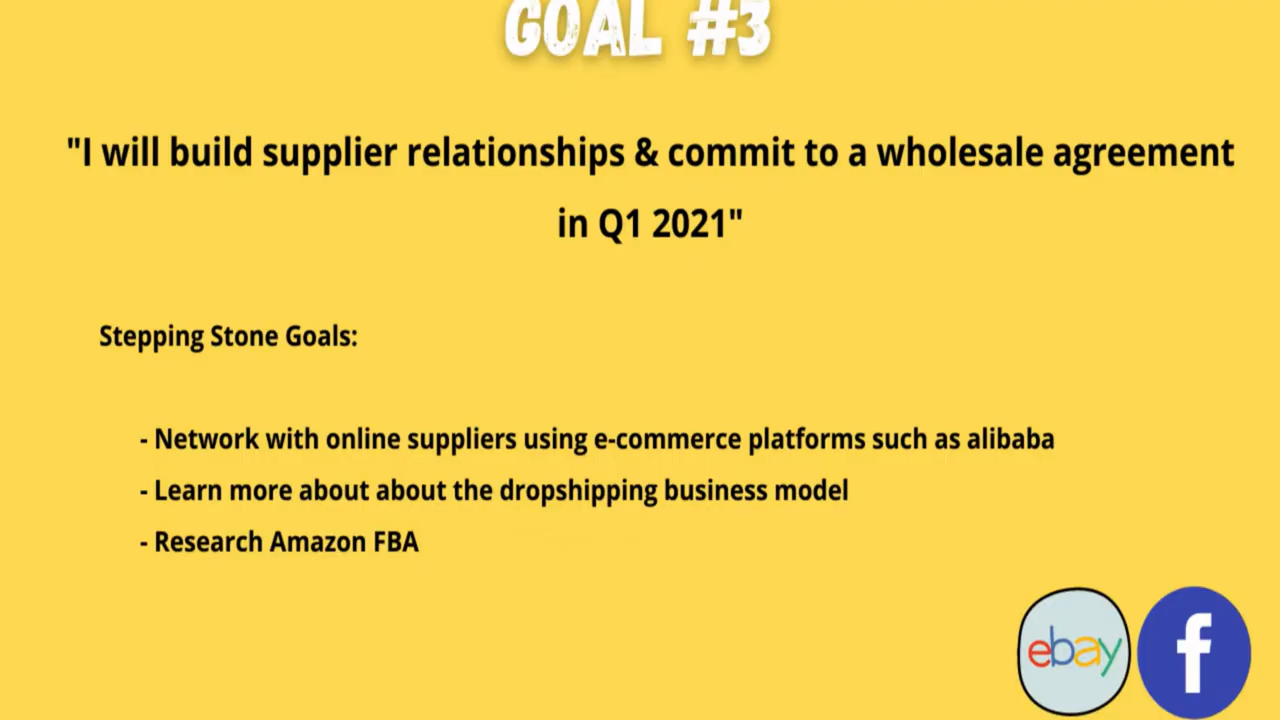 GOAL #3
"I will build supplier relationships & commit to a wholesale agreement
in Q1 2021"
Stepping Stone Goals:
- Network with online suppliers using e-commerce platforms such as alibaba
- Learn more about about the dropshipping business model
- Research Amazon FBA
ebay f